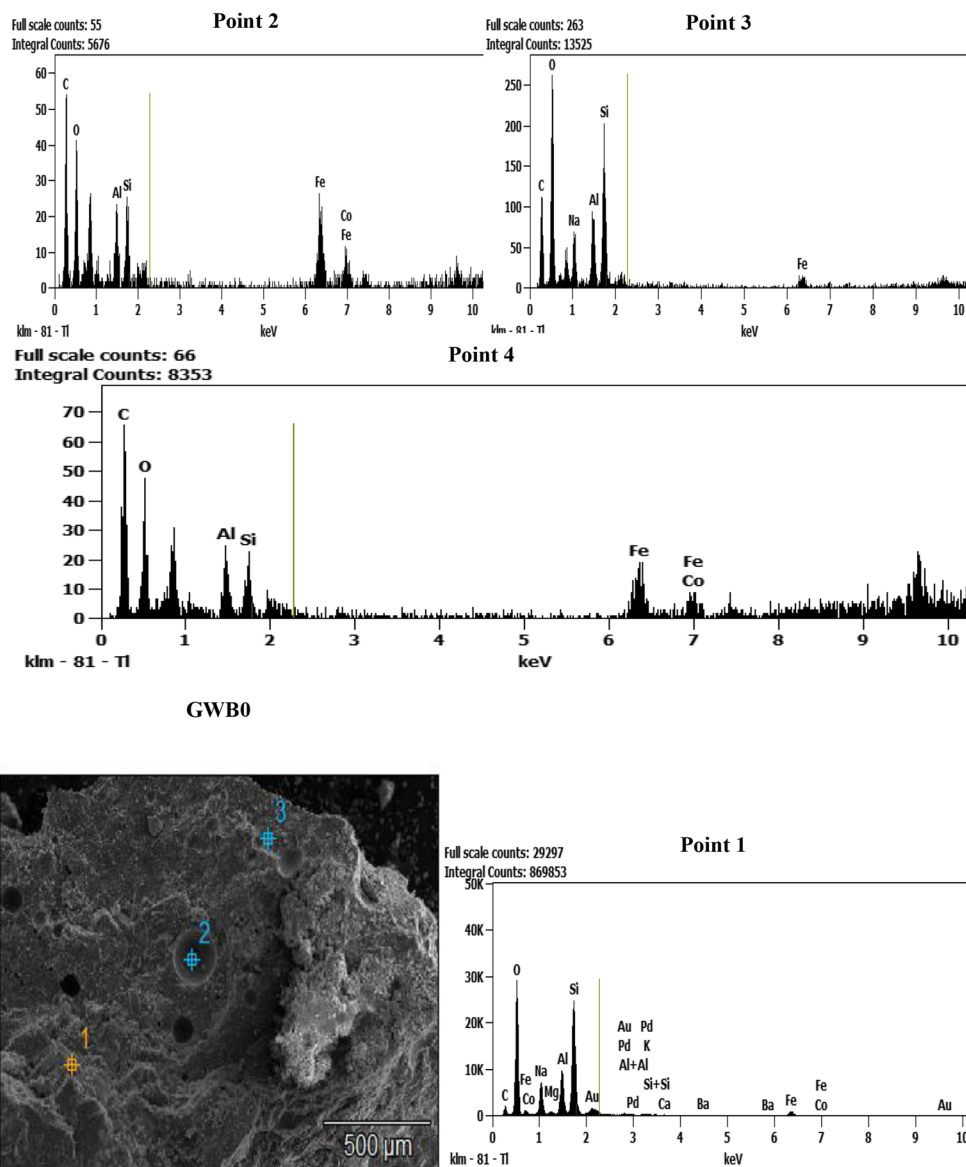 Point 2
Full scale counts: 55
Integral Counts: 5676
60
50
40
30
20
10
0
C
O
Al
Si
Fe
Co
Fe
0 1 2 3 4 5 6 7 8 9 10
klm - 81 - Tl
keV
Point 3
Full scale counts: 263
Integral Counts: 13525
250
200
150
100
50
0
C
O
Na
Al
Si
Fe
0 1 2 3 4 5 6 7 8 9 10
klm - 81 - Tl
keV
Point 4
Full scale counts: 66
Integral Counts: 8353
70
60
50
40
30
20
10
0
C
O
Al
Si
Fe
Fe
Co
0 1 2 3 4 5 6 7 8 9 10
klm - 81 - Tl
keV
GWB0
3
2
1
500 µm
Point 1
Full scale counts: 29297
Integral Counts: 869853
50K
40K
30K
20K
10K
0
O
Si
Au Pd
Pd K
Al+Al
Na
Al
Fe
Mg
Si+Si
Fe
C
Co
Au
Pd
Ca
Ba
Ba
Fe
Co
Au
0 1 2 3 4 5 6 7 8 9 10
klm - 81 - Tl
keV